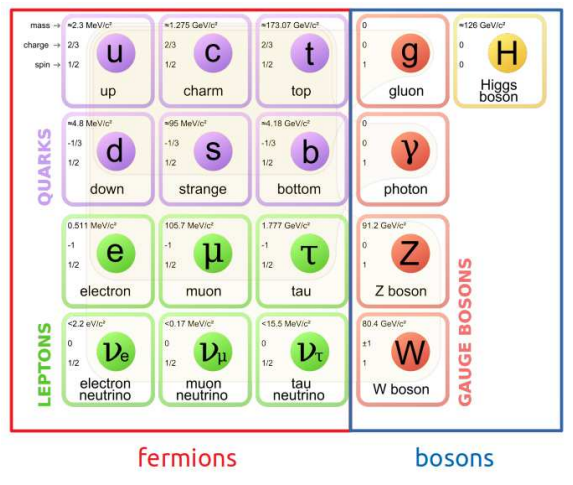 mass → ≈2.3 MeV/c² ≈1.275 GeV/c² ≈173.07 GeV/c² 0 ≈126 GeV/c²
charge → 2/3 2/3 2/3 0 0
spin → 1/2 1/2 1/2 1 0
u c t g H
up charm top gluon Higgs boson
QUARKS
≈4.8 MeV/c² ≈95 MeV/c² ≈4.18 GeV/c² 0
-1/3 -1/3 -1/3 0
1/2 1/2 1/2 1
d s b γ
down strange bottom photon
0.511 MeV/c² 105.7 MeV/c² 1.777 GeV/c² 91.2 GeV/c²
-1 -1 -1 0
1/2 1/2 1/2 1
e μ τ Z
electron muon tau Z boson
LEPTONS
<2.2 eV/c² <0.17 MeV/c² <15.5 MeV/c² 80.4 GeV/c²
0 0 0 ±1
1/2 1/2 1/2 1
νe νμ ντ W
electron neutrino muon neutrino tau neutrino W boson
GAUGE BOSONS
fermions bosons